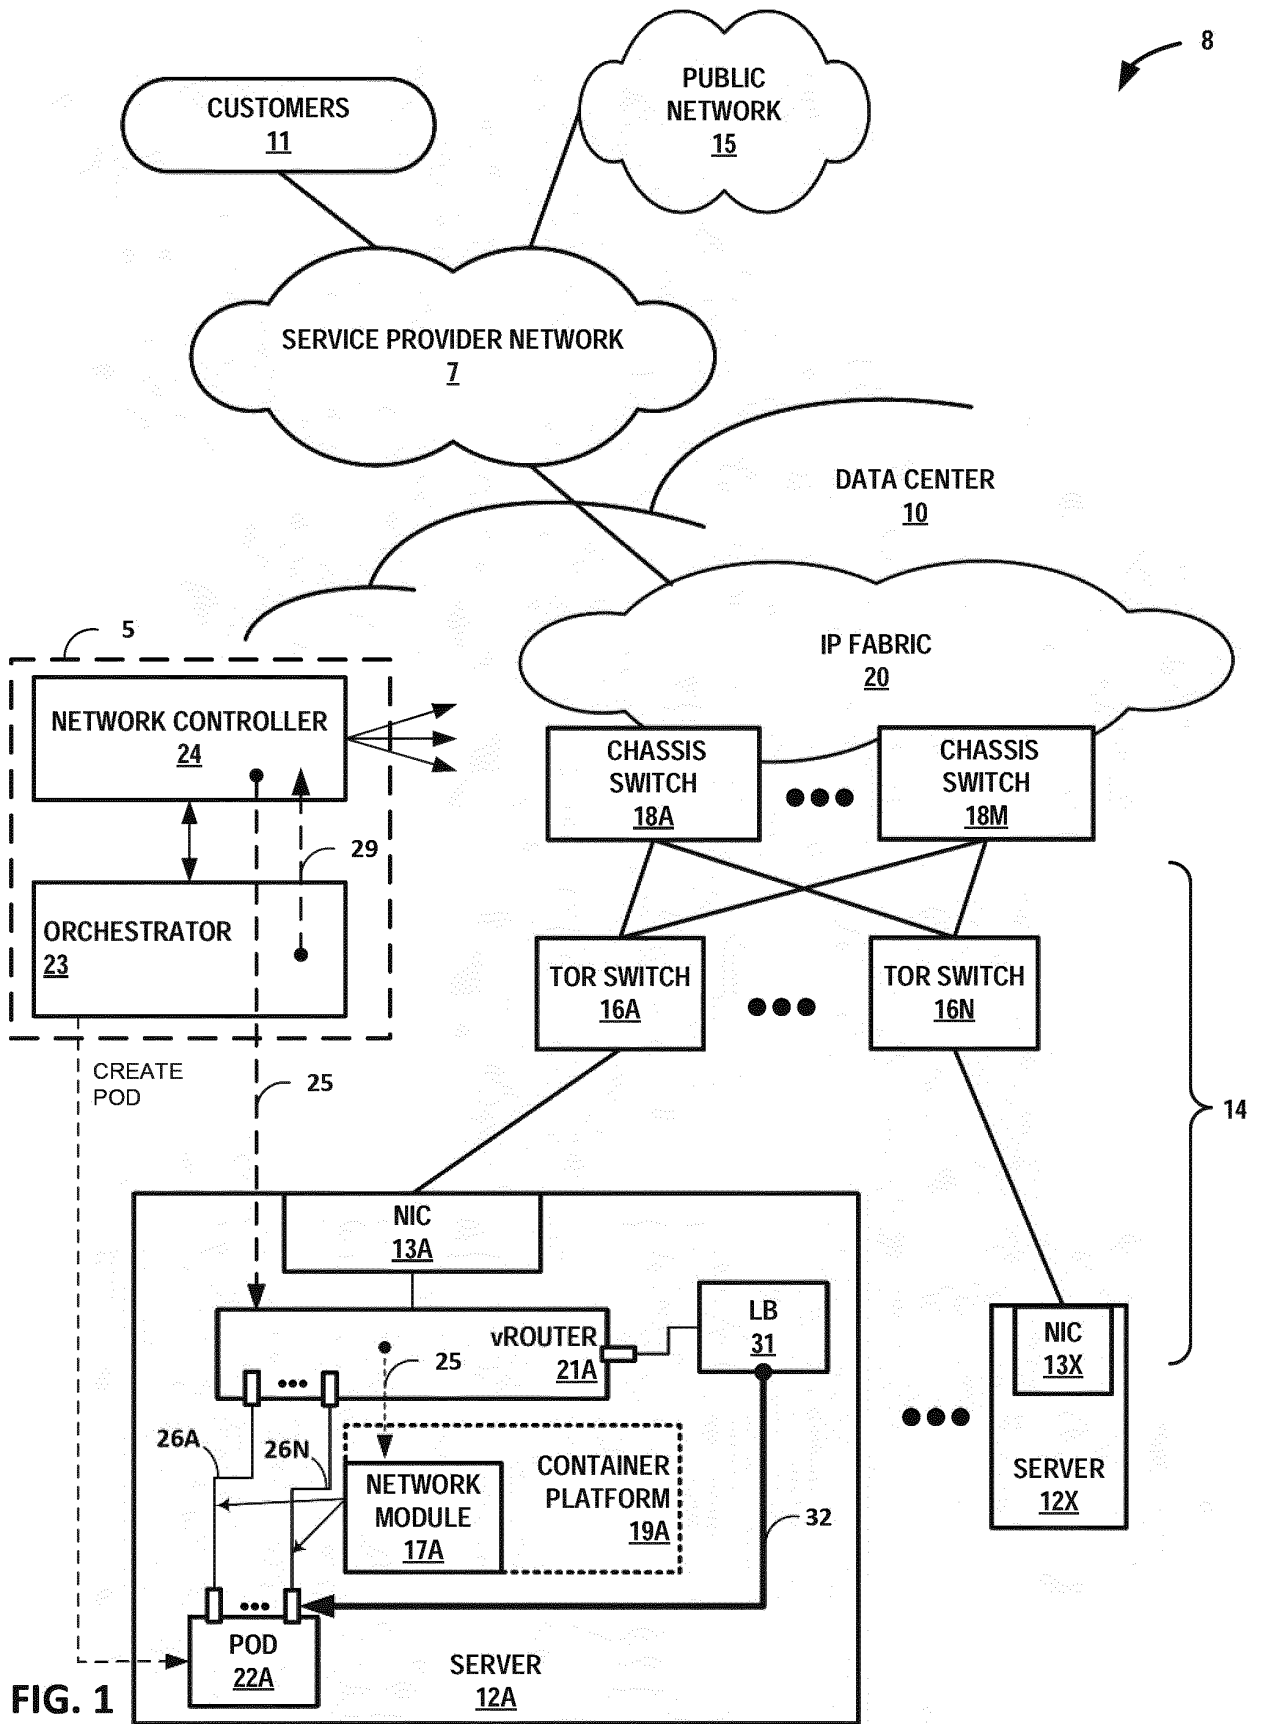 8
PUBLIC
NETWORK
15
CUSTOMERS
11
SERVICE PROVIDER NETWORK
7
DATA CENTER
10
IP FABRIC
20
5
NETWORK CONTROLLER
24
CHASSIS
SWITCH
18A
CHASSIS
SWITCH
18M
29
ORCHESTRATOR
23
TOR SWITCH
16A
TOR SWITCH
16N
CREATE
POD
25
14
NIC
13A
LB
31
vROUTER
21A
25
NIC
13X
SERVER
12X
26A
26N
CONTAINER
PLATFORM
19A
NETWORK
MODULE
17A
32
POD
22A
SERVER
12A
FIG. 1